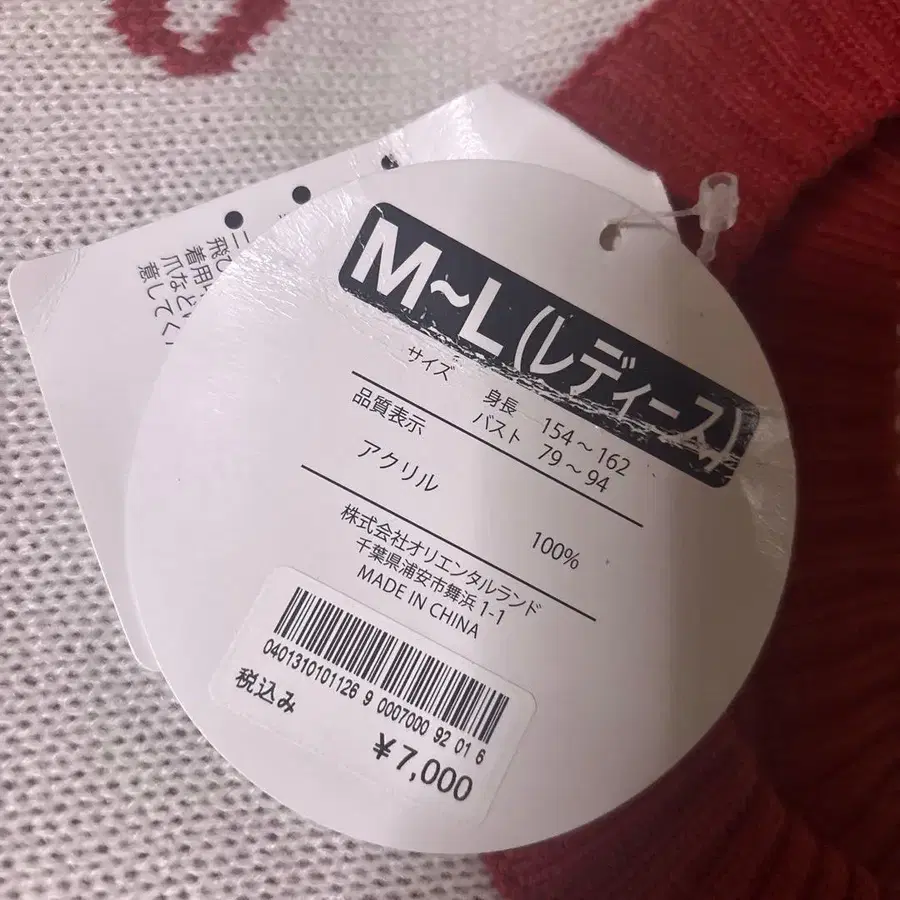 M~L(レディース)
サイズ 身長 154～162
バスト 79～94
品質表示
アクリル 100%
株式会社オリエンタルランド
千葉県浦安市舞浜 1-1
MADE IN CHINA
0401310101126 9 0007000 92 01 6
税込み
¥7,000
飛び
着用
爪など
意してく